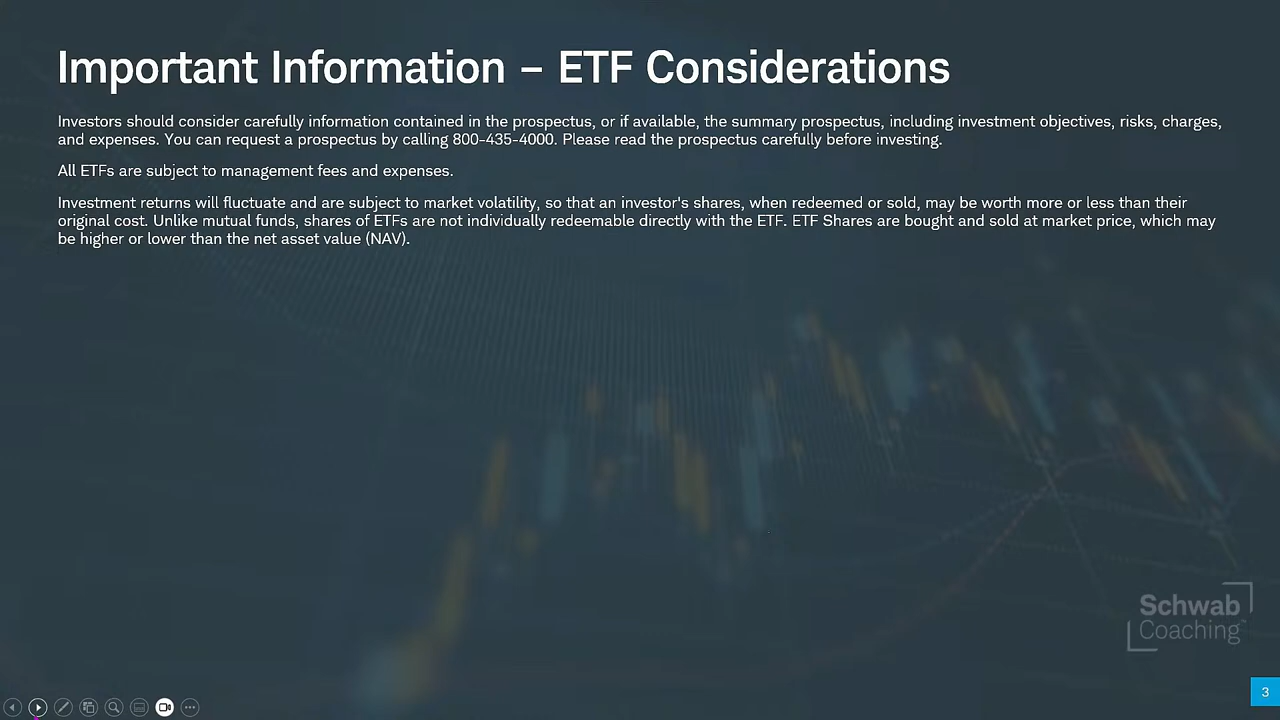 Important Information – ETF Considerations
Investors should consider carefully information contained in the prospectus, or if available, the summary prospectus, including investment objectives, risks, charges,
and expenses. You can request a prospectus by calling 800-435-4000. Please read the prospectus carefully before investing.
All ETFs are subject to management fees and expenses.
Investment returns will fluctuate and are subject to market volatility, so that an investor's shares, when redeemed or sold, may be worth more or less than their
original cost. Unlike mutual funds, shares of ETFs are not individually redeemable directly with the ETF. ETF Shares are bought and sold at market price, which may
be higher or lower than the net asset value (NAV).
Schwab
Coaching™
3